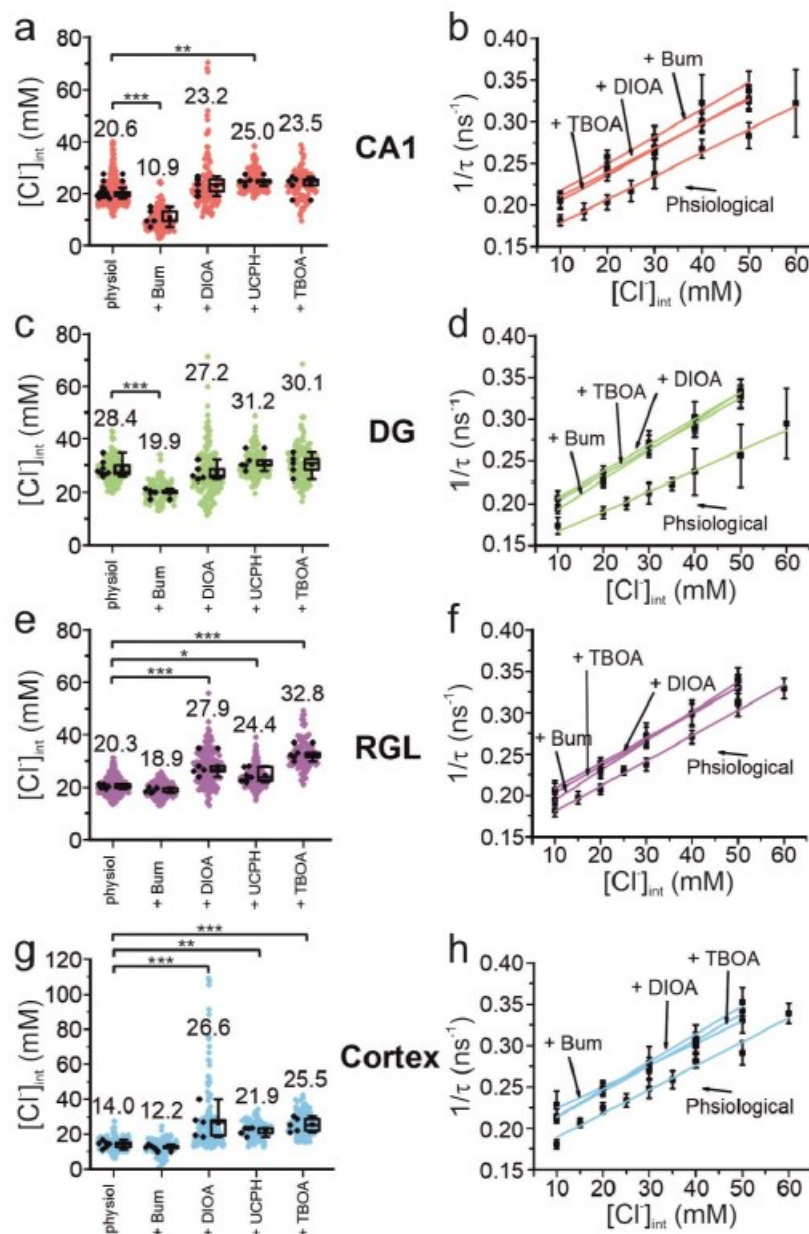 a
[Cl⁻]int (mM)
80
60
40
20
0
**
***
20.6
10.9
23.2
25.0
23.5
physiol
+ Bum
+ DIOA
+ UCPH
+ TBOA
CA1
b
1/τ (ns⁻¹)
0.40
0.35
0.30
0.25
0.20
0.15
+ Bum
+ DIOA
+ TBOA
Phsiological
10 20 30 40 50 60
[Cl⁻]int (mM)
c
[Cl⁻]int (mM)
80
60
40
20
0
***
28.4
19.9
27.2
31.2
30.1
physiol
+ Bum
+ DIOA
+ UCPH
+ TBOA
DG
d
1/τ (ns⁻¹)
0.40
0.35
0.30
0.25
0.20
0.15
+ DIOA
+ TBOA
+ Bum
Phsiological
10 20 30 40 50 60
[Cl⁻]int (mM)
e
[Cl⁻]int (mM)
80
60
40
20
0
***
*
***
20.3
18.9
27.9
24.4
32.8
physiol
+ Bum
+ DIOA
+ UCPH
+ TBOA
RGL
f
1/τ (ns⁻¹)
0.40
0.35
0.30
0.25
0.20
0.15
+ TBOA
+ DIOA
+ Bum
Phsiological
10 20 30 40 50 60
[Cl⁻]int (mM)
g
[Cl⁻]int (mM)
120
100
80
60
40
20
0
***
**
***
14.0
12.2
26.6
21.9
25.5
physiol
+ Bum
+ DIOA
+ UCPH
+ TBOA
Cortex
h
1/τ (ns⁻¹)
0.40
0.35
0.30
0.25
0.20
0.15
+ TBOA
+ DIOA
+ Bum
Phsiological
10 20 30 40 50 60
[Cl⁻]int (mM)